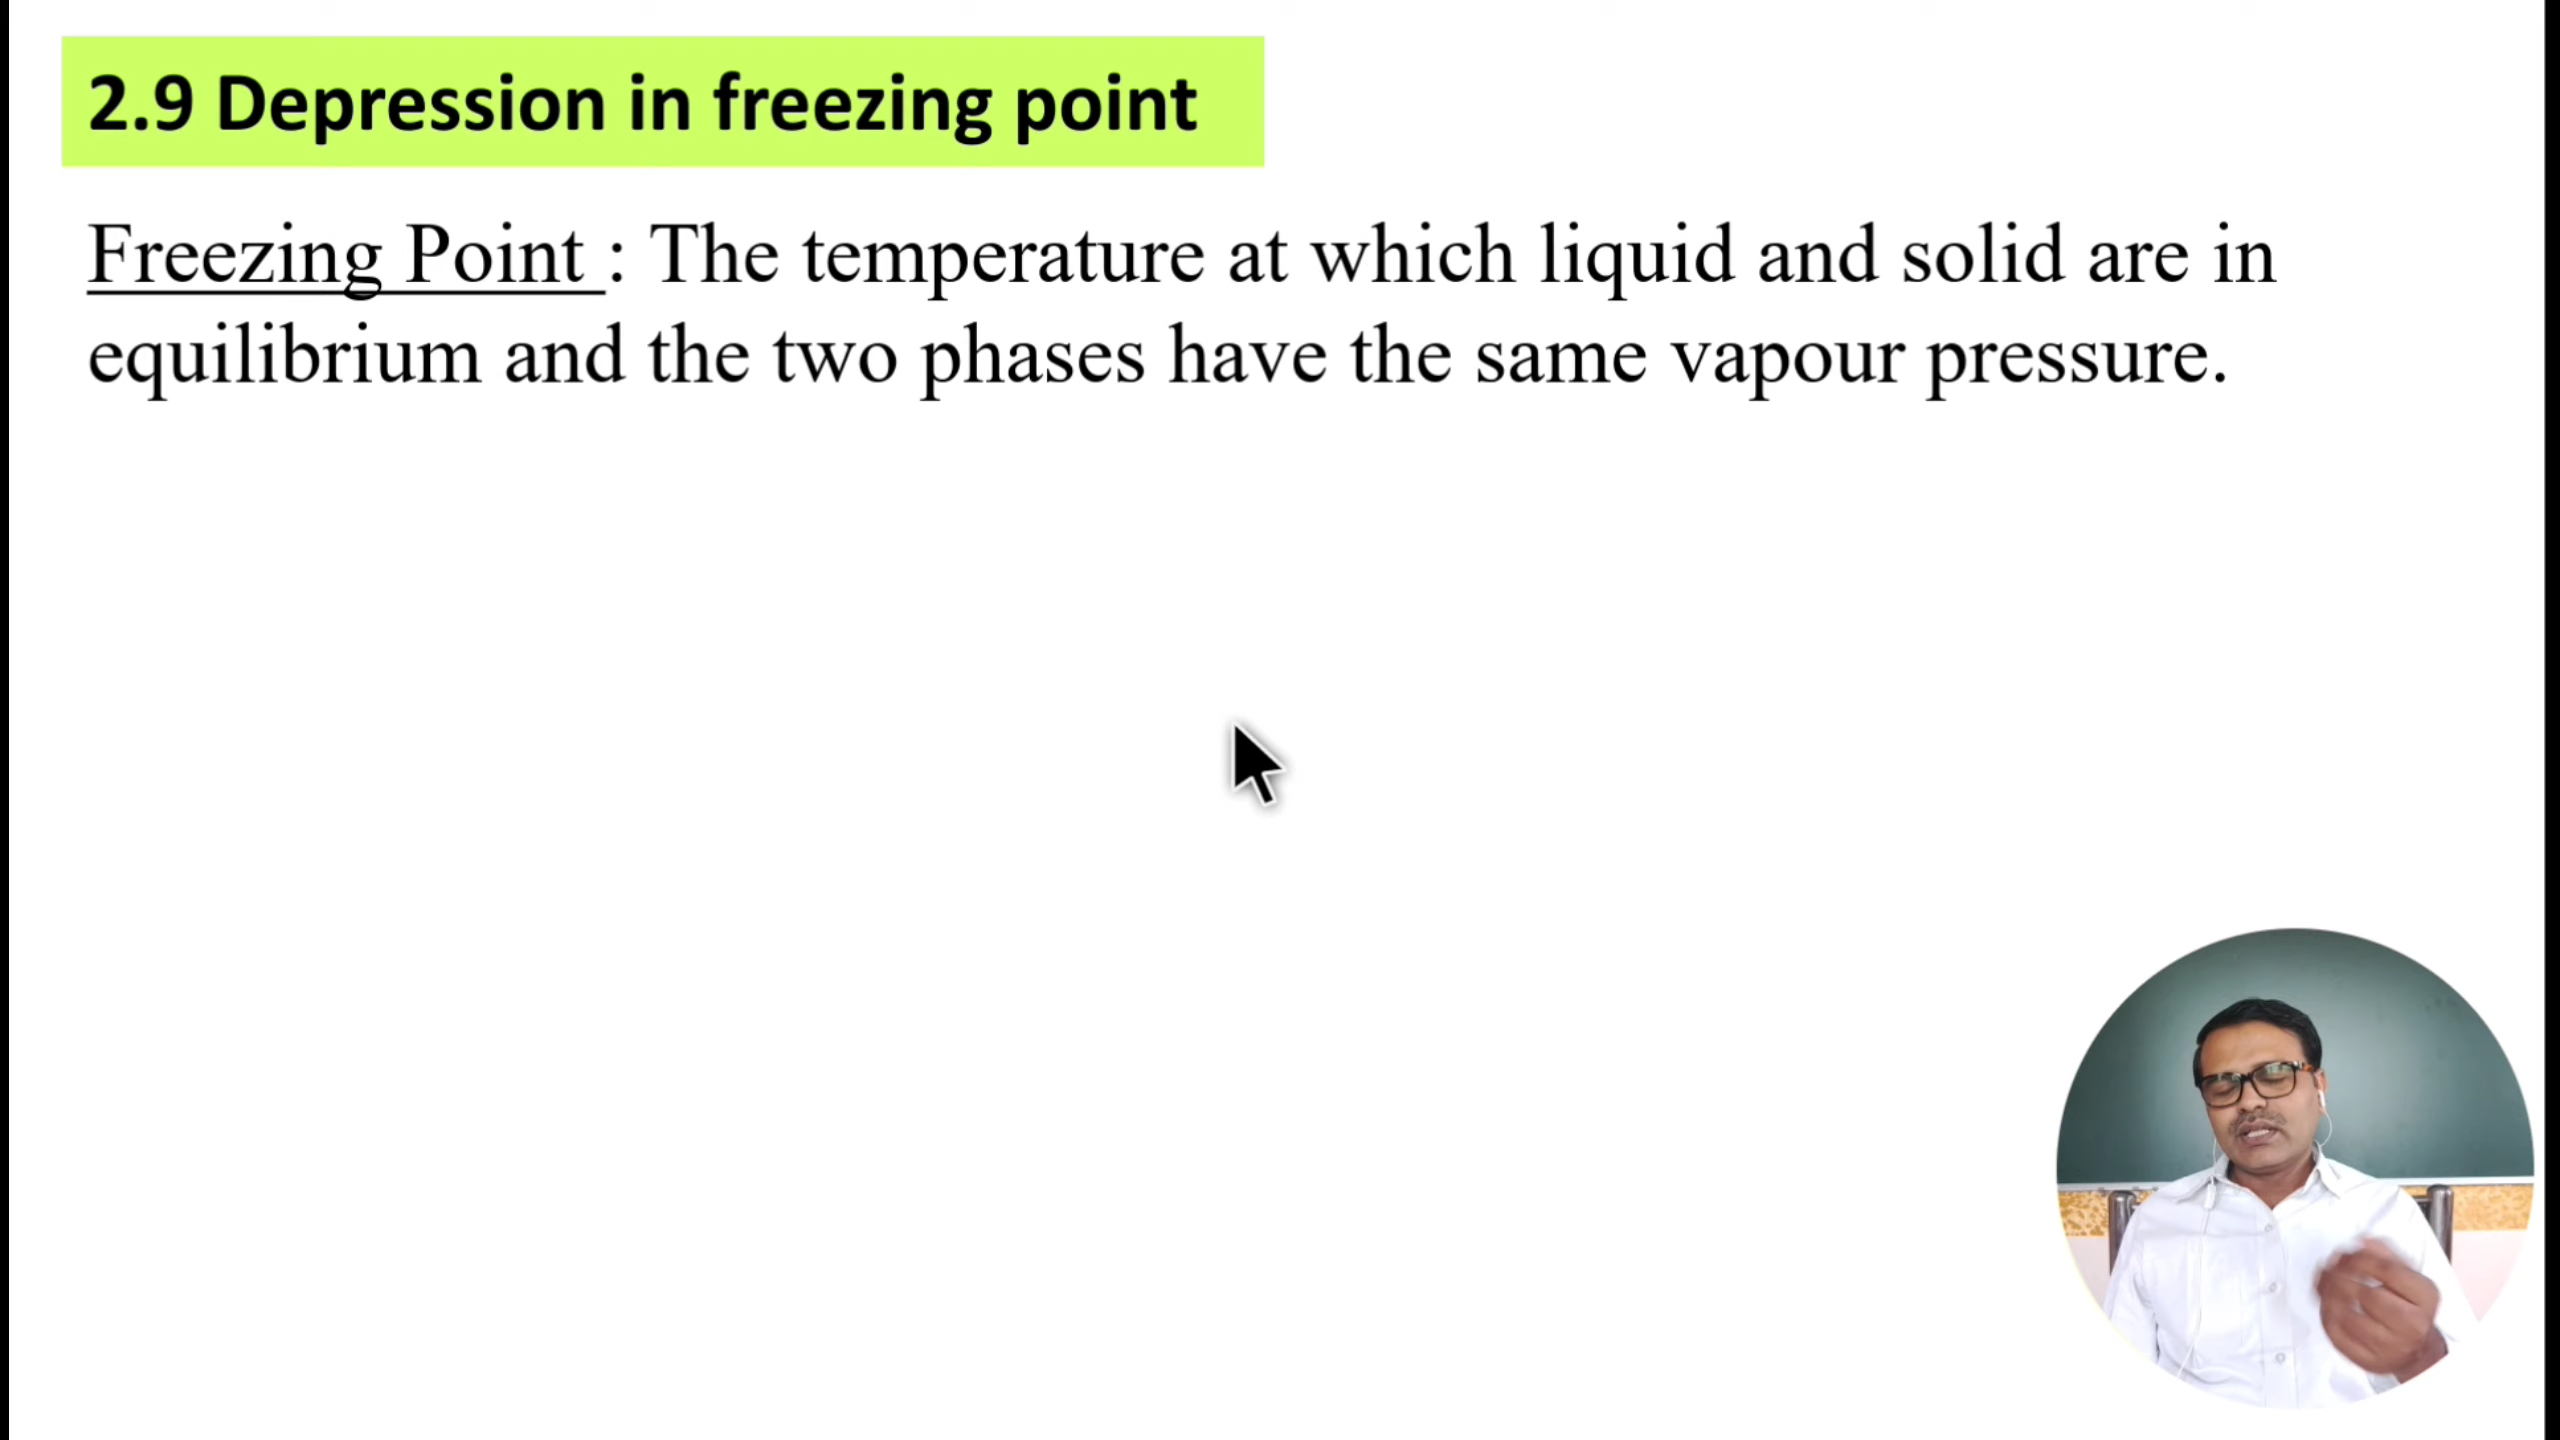 2.9 Depression in freezing point
Freezing Point : The temperature at which liquid and solid are in
equilibrium and the two phases have the same vapour pressure.